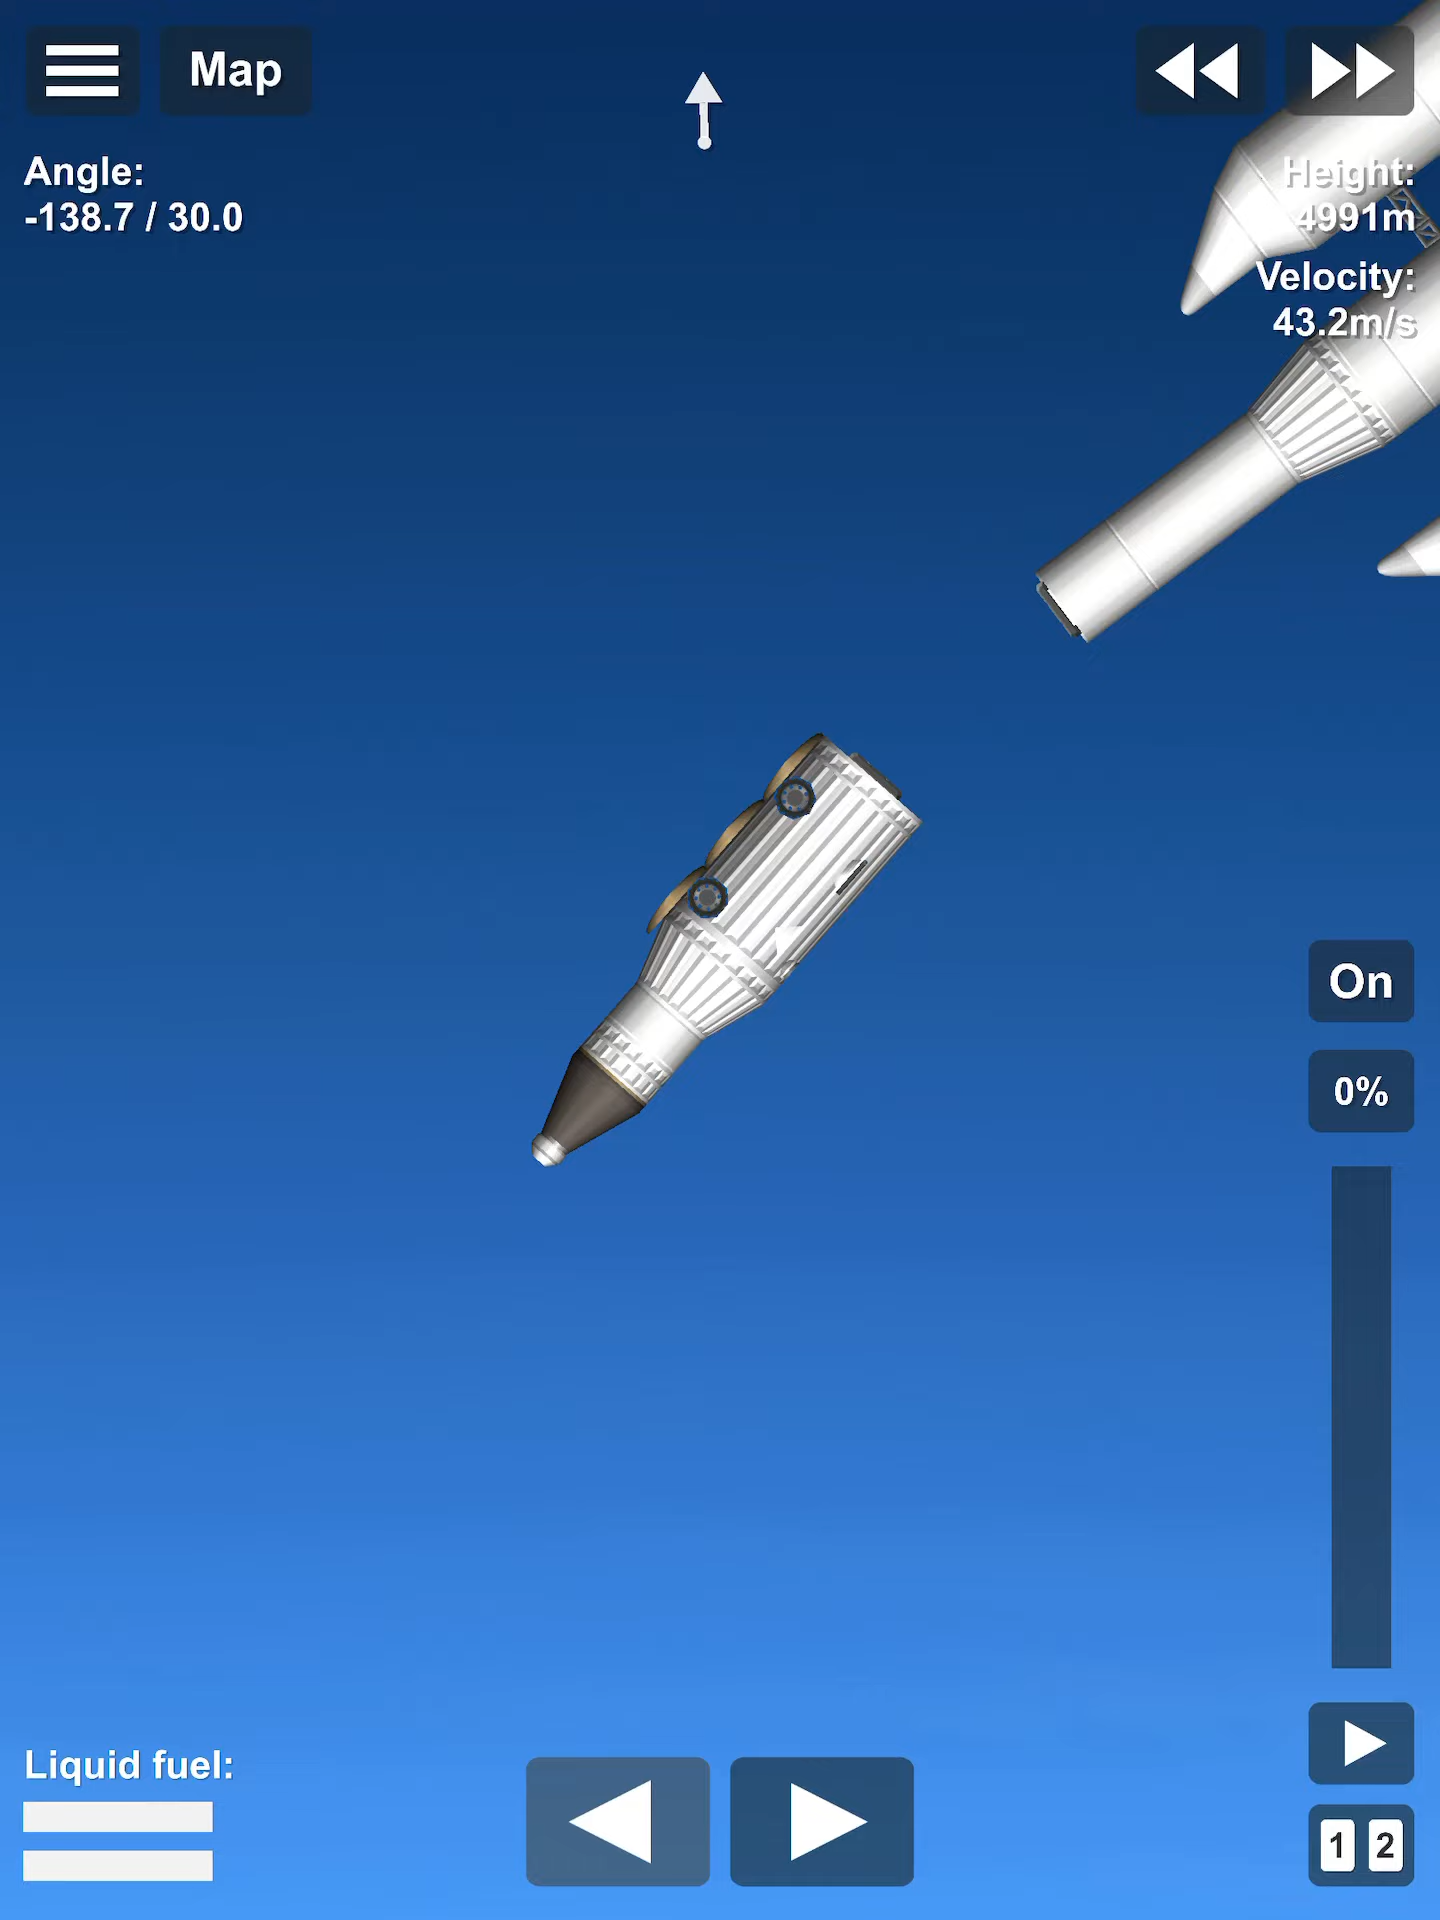 Map
Angle:
-138.7 / 30.0
Height:
4991m
Velocity:
43.2m/s
On
0%
Liquid fuel:
1 2